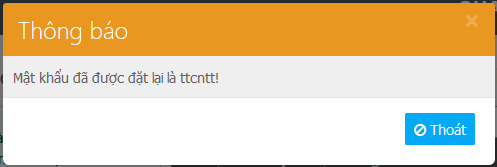 Thông báo
Mật khẩu đã được đặt lại là ttcntt!
Thoát